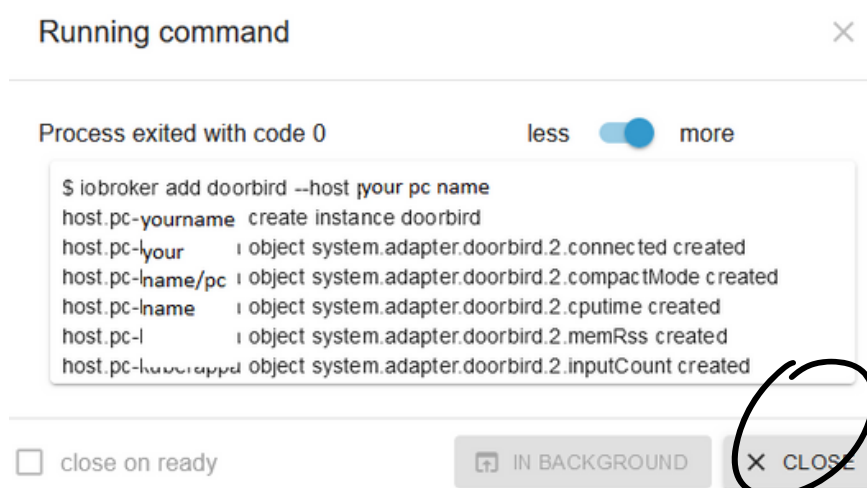 Running command
Process exited with code 0 less more
$ iobroker add doorbird --host your pc name
host.pc-yourname create instance doorbird
host.pc-your object system.adapter.doorbird.2.connected created
host.pc-name/pc object system.adapter.doorbird.2.compactMode created
host.pc-name object system.adapter.doorbird.2.cputime created
host.pc- object system.adapter.doorbird.2.memRss created
host.pc- object system.adapter.doorbird.2.inputCount created
close on ready IN BACKGROUND CLOSE